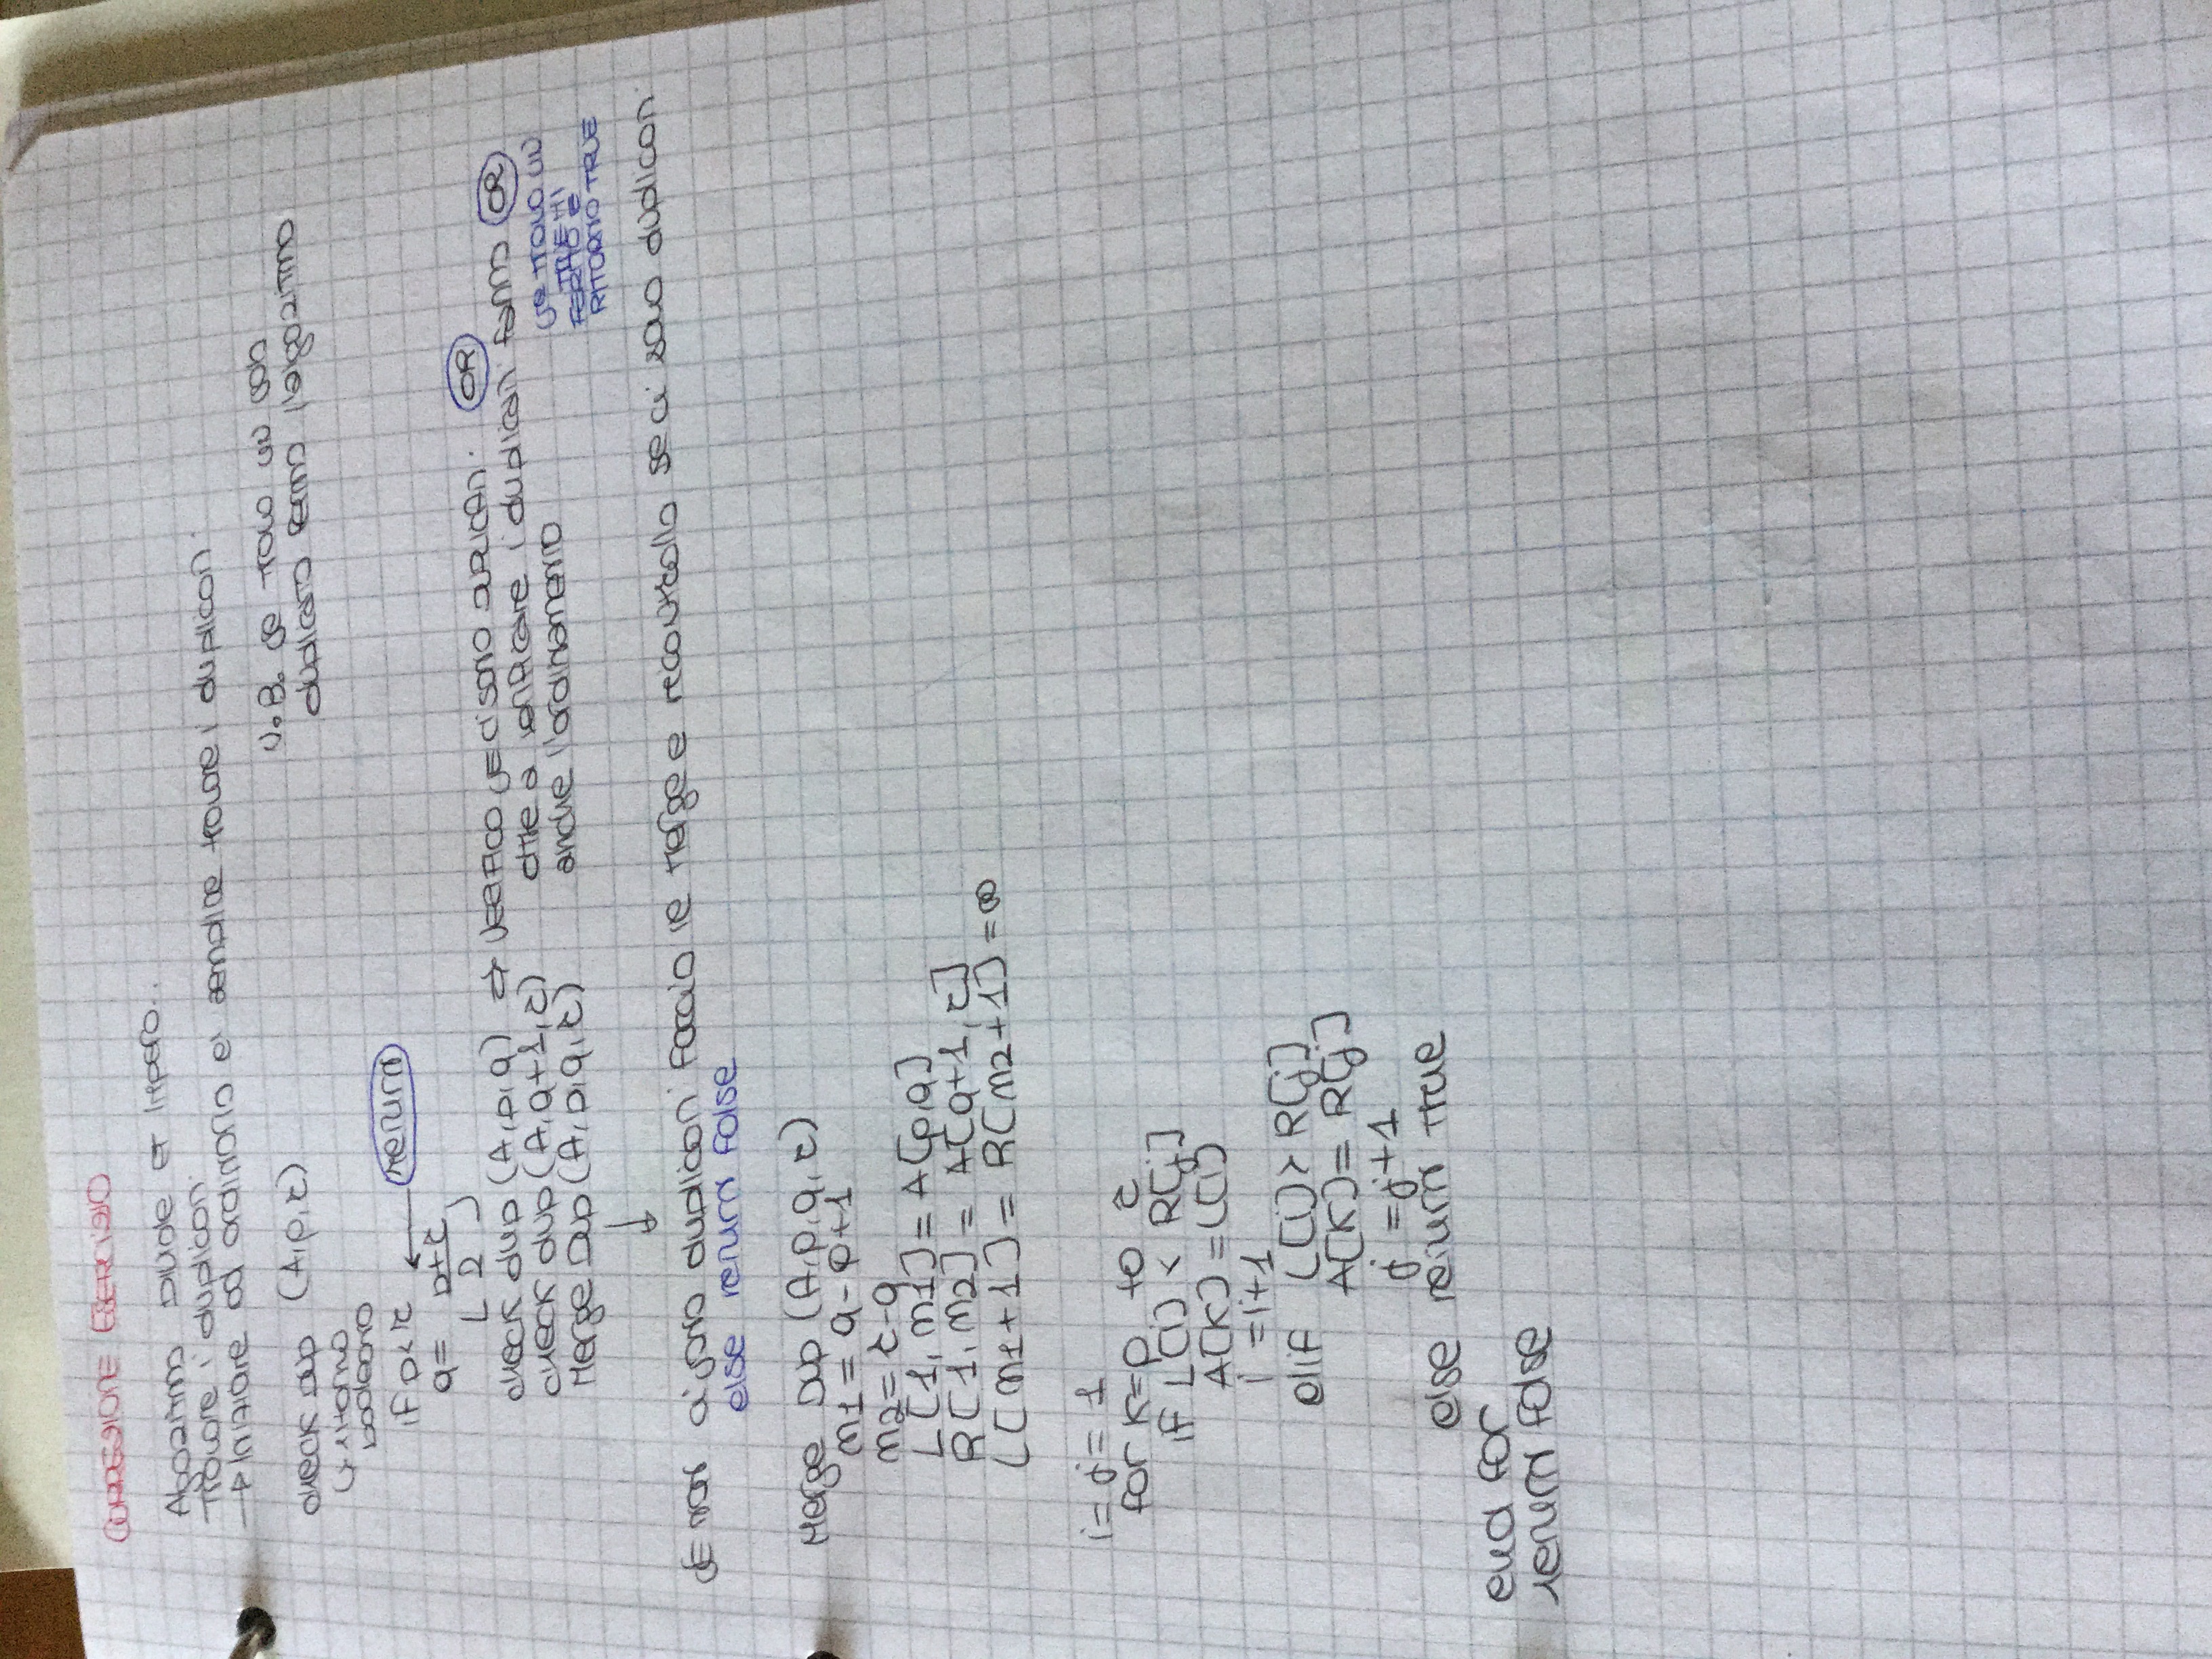 CORREZIONE ESERCIZIO
Algoritmo Divide et Impera..
Trovare i duplicati
→ Iniziare ad ordinarlo e' semplice trovare i duplicati
N.B. se trovo un solo
duplicato fermo l'algoritmo
check Dup (A,p,r)
ritorno
booleano
if p<r ← return
q= ⌊ p+r / 2 ⌋
check dup (A,p,q) ⇒ VERIFICO SE CI SONO DUPLICATI OR
check dup (A,q+1,r) oltre a verificare i duplicati fanno OR
Merge Dup (A,p,q,r) anche l'ordinamento
se TROVO UN
TRUE MI
FERMO E
RITORNO TRUE
↓
SE non ci sono duplicati faccio il Merge e ricontrollo se ci sono duplicati
else return false
Merge Dup (A,p,q,r)
m1 = q-p+1
m2= r-q
L[1,m1]= A[p,q]
R[1,m2] = A[q+1,r]
L[m1+1] = R[m2+1] =∞
i= j= 1
for k=p to r
if L[i] < R[j]
A[k] =L[i]
i =i+1
elif L[i]> R[j]
A[k]= R[j]
j =j+1
else return true
end for
return false